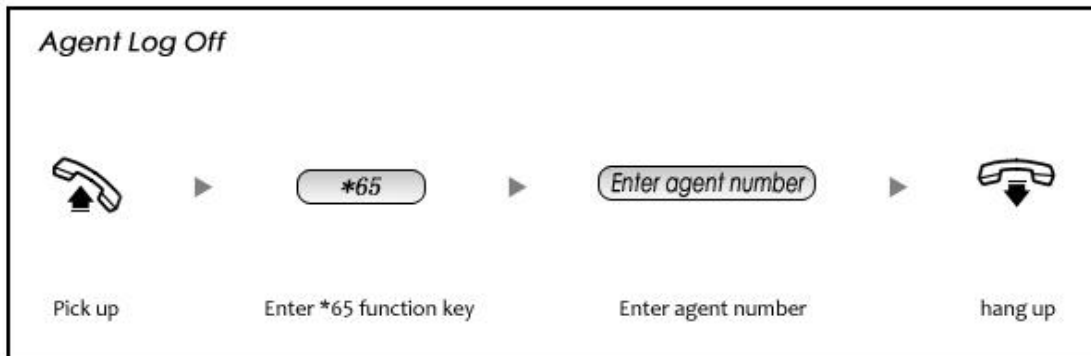 Agent Log Off
*65
Enter agent number
Pick up
Enter *65 function key
Enter agent number
hang up